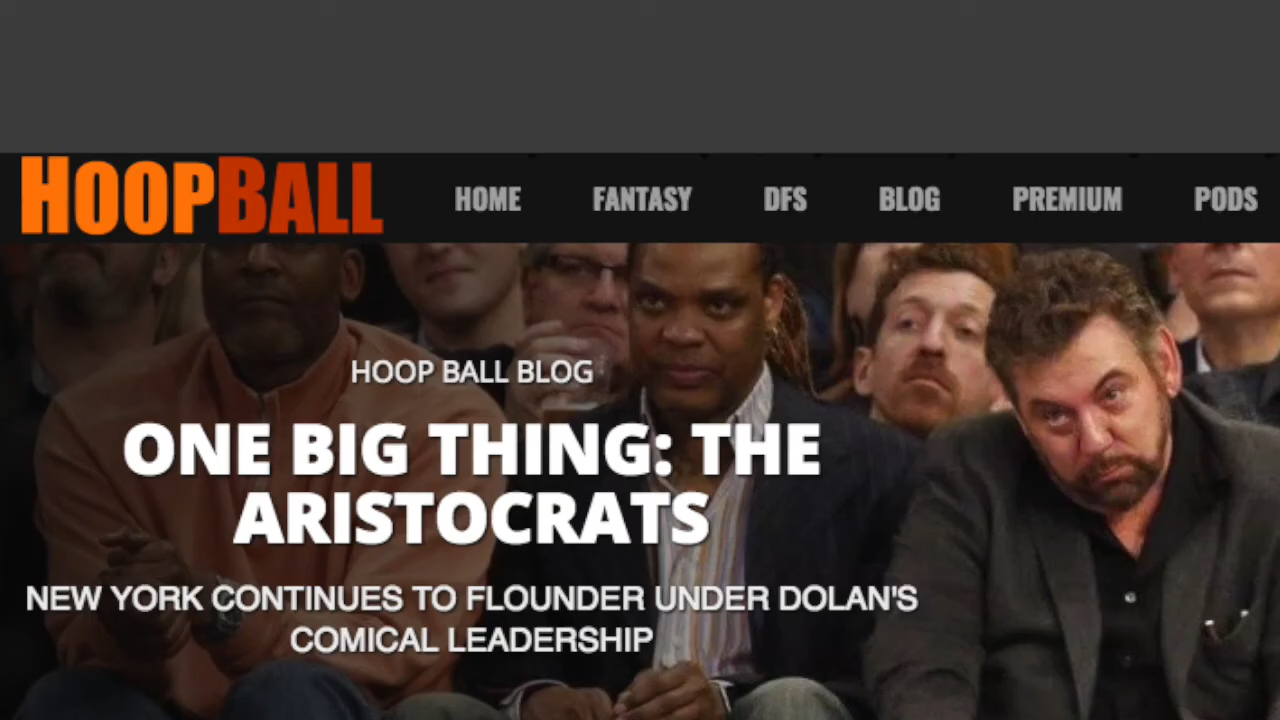 HOOPBALL
HOME FANTASY DFS BLOG PREMIUM PODS
HOOP BALL BLOG
ONE BIG THING: THE
ARISTOCRATS
NEW YORK CONTINUES TO FLOUNDER UNDER DOLAN'S
COMICAL LEADERSHIP